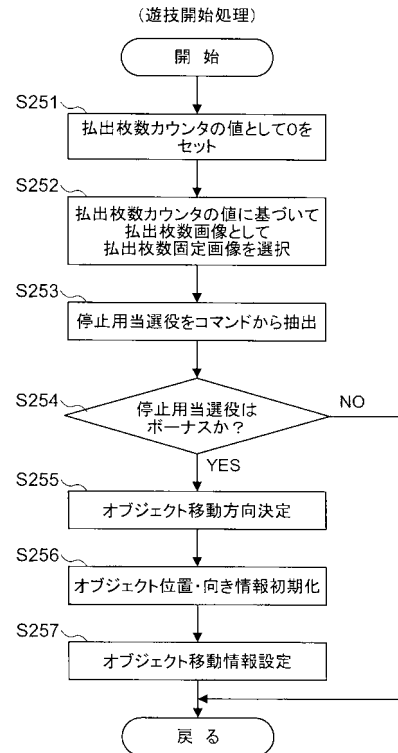 (遊技開始処理)
開 始
S251
払出枚数カウンタの値として0を
セット
S252
払出枚数カウンタの値に基づいて
払出枚数画像として
払出枚数固定画像を選択
S253
停止用当選役をコマンドから抽出
S254
停止用当選役は
ボーナスか?
NO
YES
S255
オブジェクト移動方向決定
S256
オブジェクト位置・向き情報初期化
S257
オブジェクト移動情報設定
戻 る